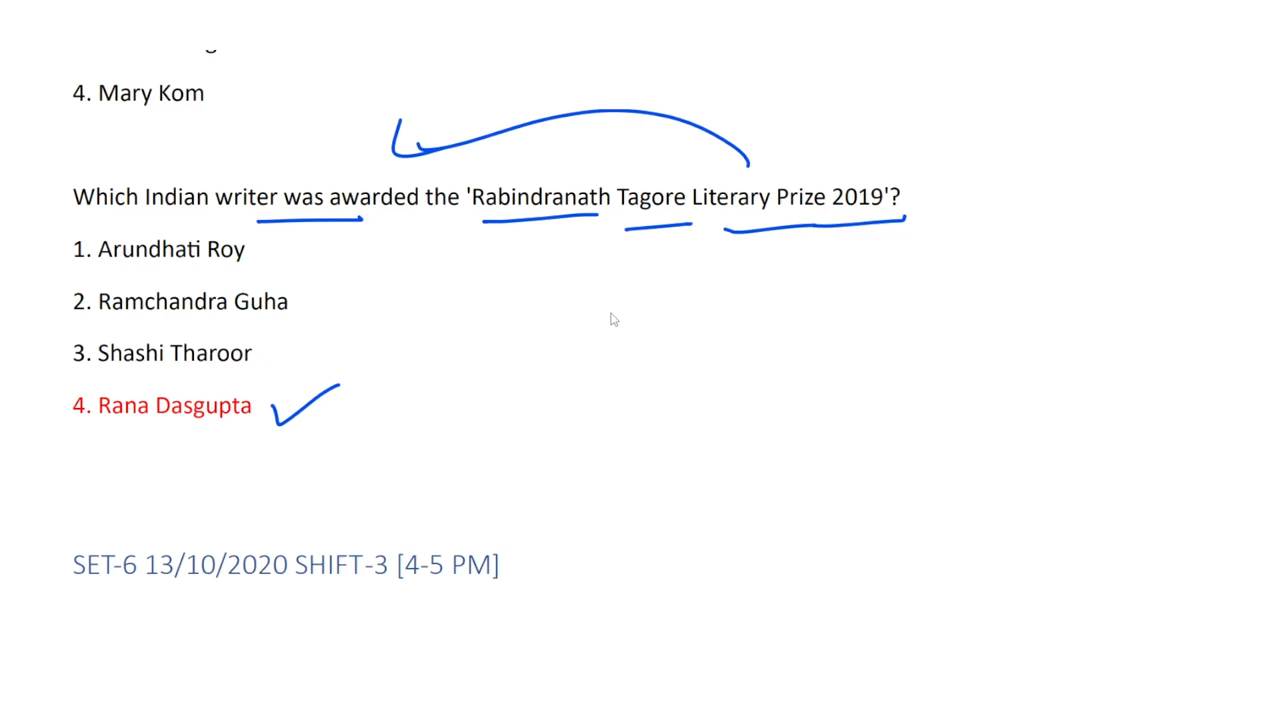 4. Mary Kom
Which Indian writer was awarded the 'Rabindranath Tagore Literary Prize 2019'?
1. Arundhati Roy
2. Ramchandra Guha
3. Shashi Tharoor
4. Rana Dasgupta
SET-6 13/10/2020 SHIFT-3 [4-5 PM]